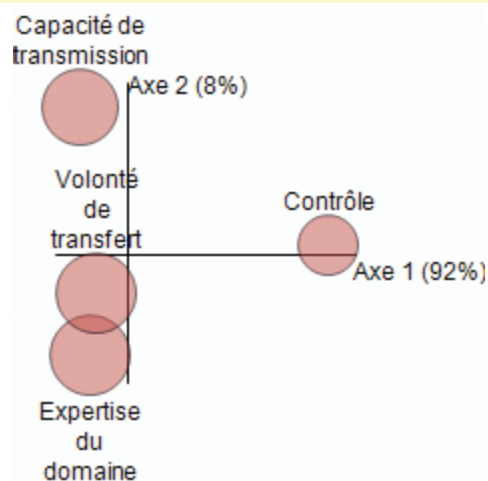 Capacité de
transmission
Axe 2 (8%)
Volonté
de
transfert
Contrôle
Axe 1 (92%)
Expertise
du
domaine